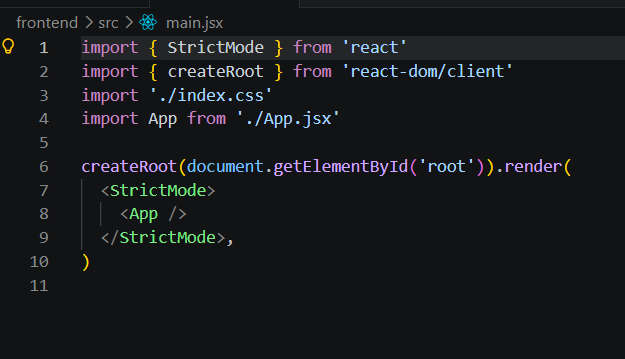 frontend > src > main.jsx
1 import { StrictMode } from 'react'
2 import { createRoot } from 'react-dom/client'
3 import './index.css'
4 import App from './App.jsx'
5
6 createRoot(document.getElementById('root')).render(
7   <StrictMode>
8     <App />
9   </StrictMode>,
10 )
11